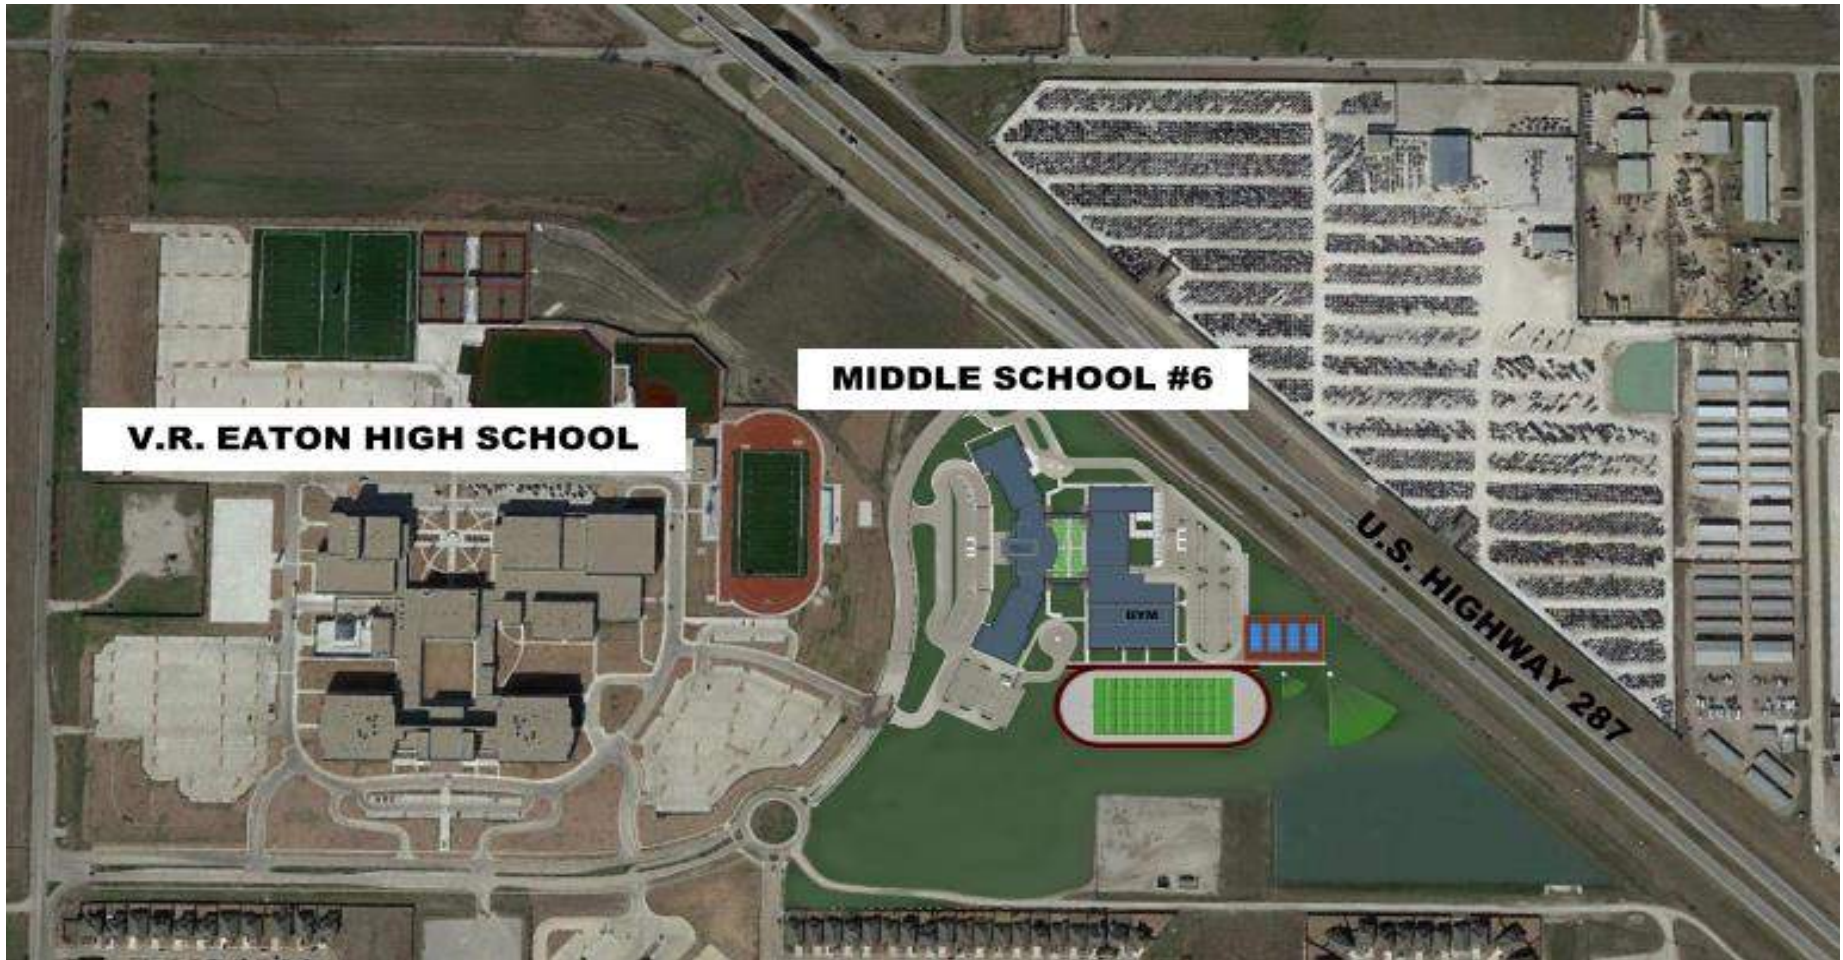 MIDDLE SCHOOL #6
V.R. EATON HIGH SCHOOL
U.S. HIGHWAY 287
GYM